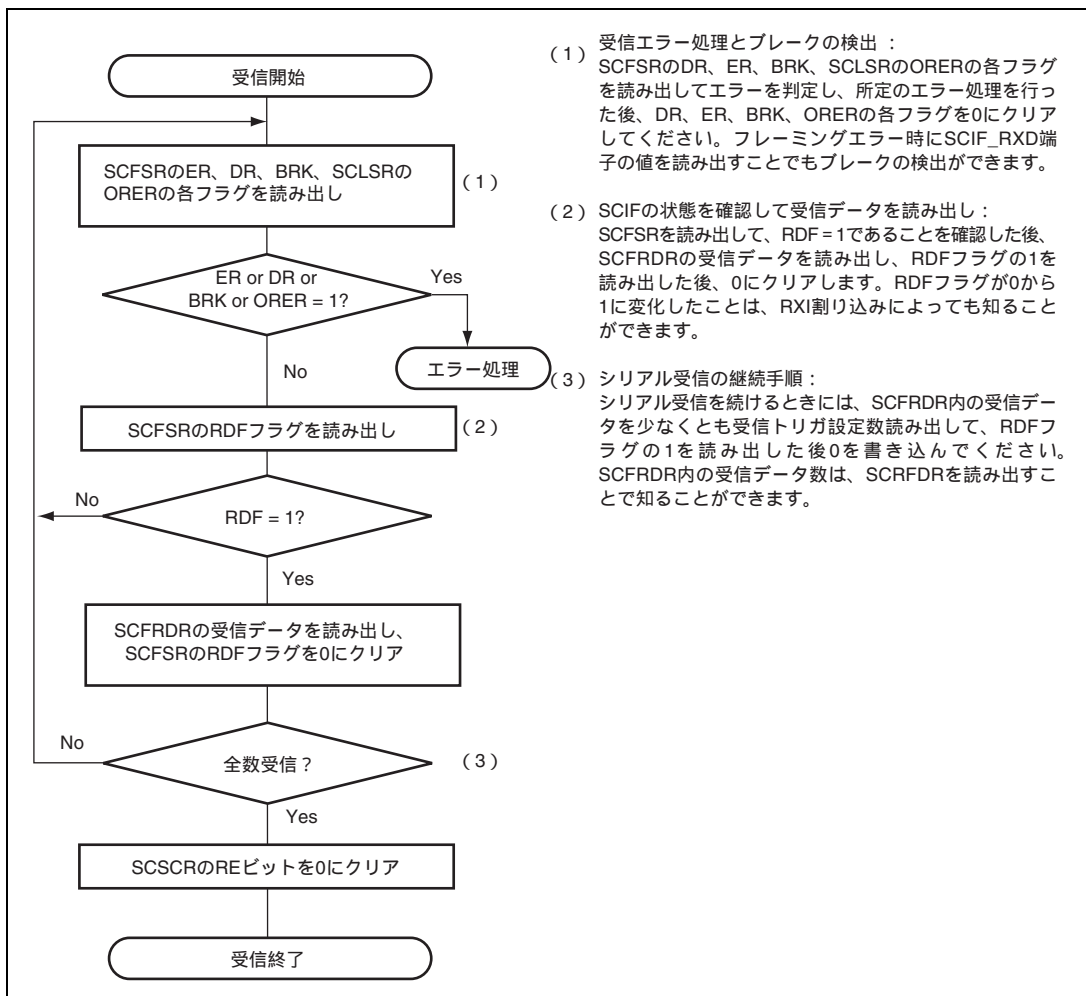 受信開始
SCFSRのER、DR、BRK、SCLSRの
ORERの各フラグを読み出し
（1）
ER or DR or
BRK or ORER = 1?
Yes
エラー処理
No
SCFSRのRDFフラグを読み出し
（2）
No
RDF = 1?
Yes
SCFRDRの受信データを読み出し、
SCFSRのRDFフラグを0にクリア
No
全数受信？
（3）
Yes
SCSCRのREビットを0にクリア
受信終了
（1）受信エラー処理とブレークの検出：
SCFSRのDR、ER、BRK、SCLSRのORERの各フラグ
を読み出してエラーを判定し、所定のエラー処理を行っ
た後、DR、ER、BRK、ORERの各フラグを0にクリア
してください。フレーミングエラー時にSCIF_RXD端
子の値を読み出すことでもブレークの検出ができます。
（2）SCIFの状態を確認して受信データを読み出し：
SCFSRを読み出して、RDF=1であることを確認した後、
SCFRDRの受信データを読み出し、RDFフラグの1を
読み出した後、0にクリアします。RDFフラグが0から
1に変化したことは、RXI割り込みによっても知ること
ができます。
（3）シリアル受信の継続手順：
シリアル受信を続けるときには、SCFRDR内の受信デー
タを少なくとも受信トリガ設定数読み出して、RDFフ
ラグの1を読み出した後0を書き込んでください。
SCFRDR内の受信データ数は、SCRFDRを読み出すこ
とで知ることができます。